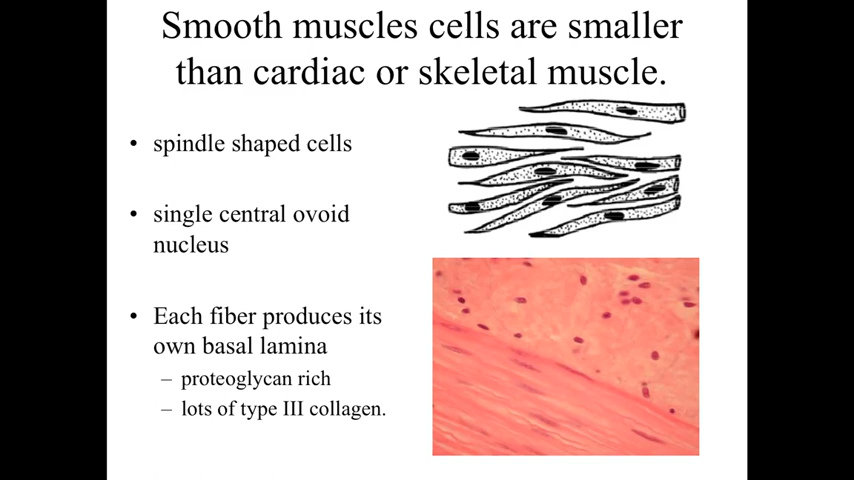 Smooth muscles cells are smaller
than cardiac or skeletal muscle.
• spindle shaped cells
• single central ovoid
nucleus
• Each fiber produces its
own basal lamina
– proteoglycan rich
– lots of type III collagen.